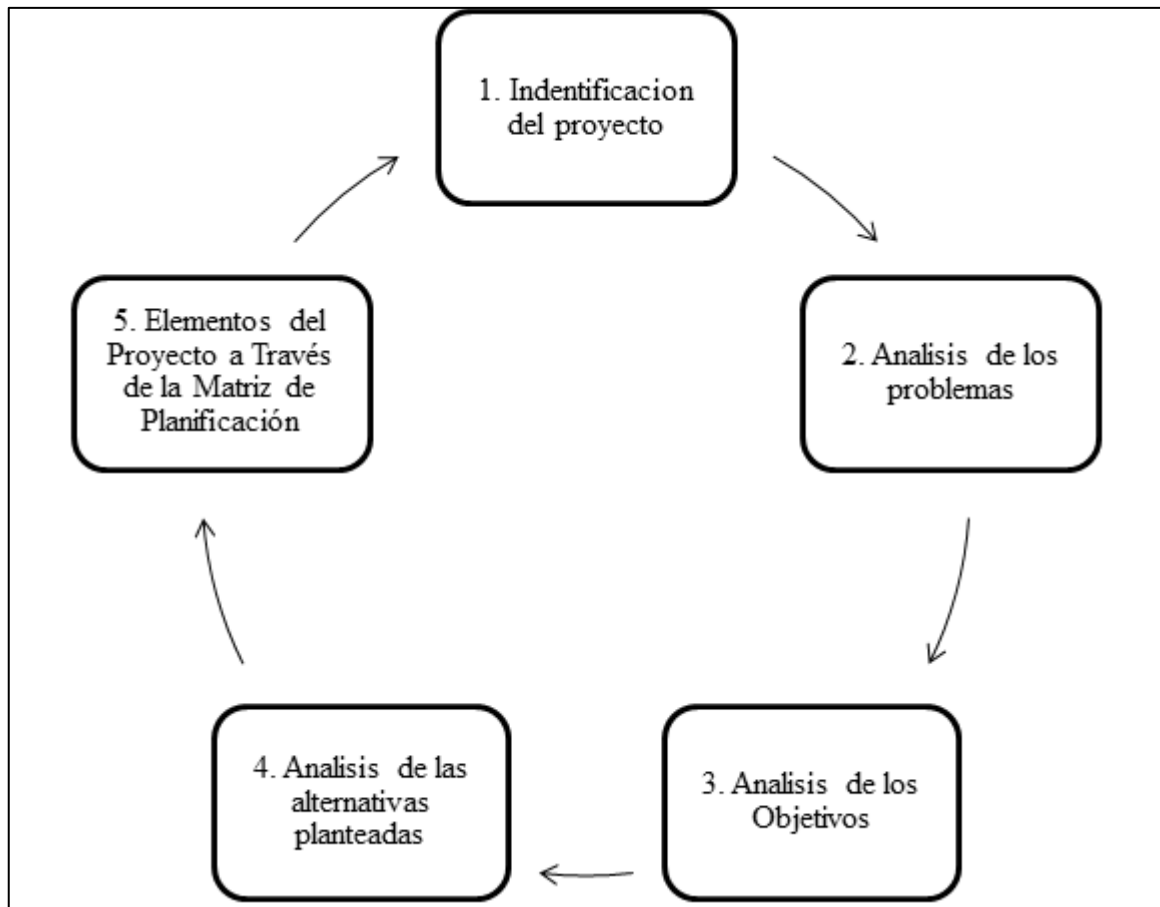 1. Indentificacion
del proyecto
2. Analisis de los
problemas
3. Analisis de los
Objetivos
4. Analisis de las
alternativas
planteadas
5. Elementos del
Proyecto a Través
de la Matriz de
Planificación